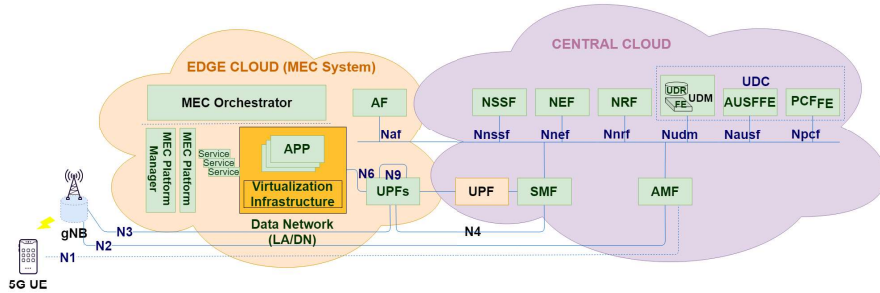 CENTRAL CLOUD
EDGE CLOUD (MEC System)
UDC
MEC Orchestrator
AF
NSSF
NEF
NRF
UDR
FE
UDM
AUSFFE
PCFFE
Naf
Nnssf
Nnef
Nnrf
Nudm
Nausf
Npcf
MEC Platform
Manager
MEC Platform
Service
Service
Service
APP
Virtualization
Infrastructure
N6
N9
UPFs
UPF
SMF
AMF
Data Network
(LA/DN)
gNB
N3
N4
N2
N1
5G UE